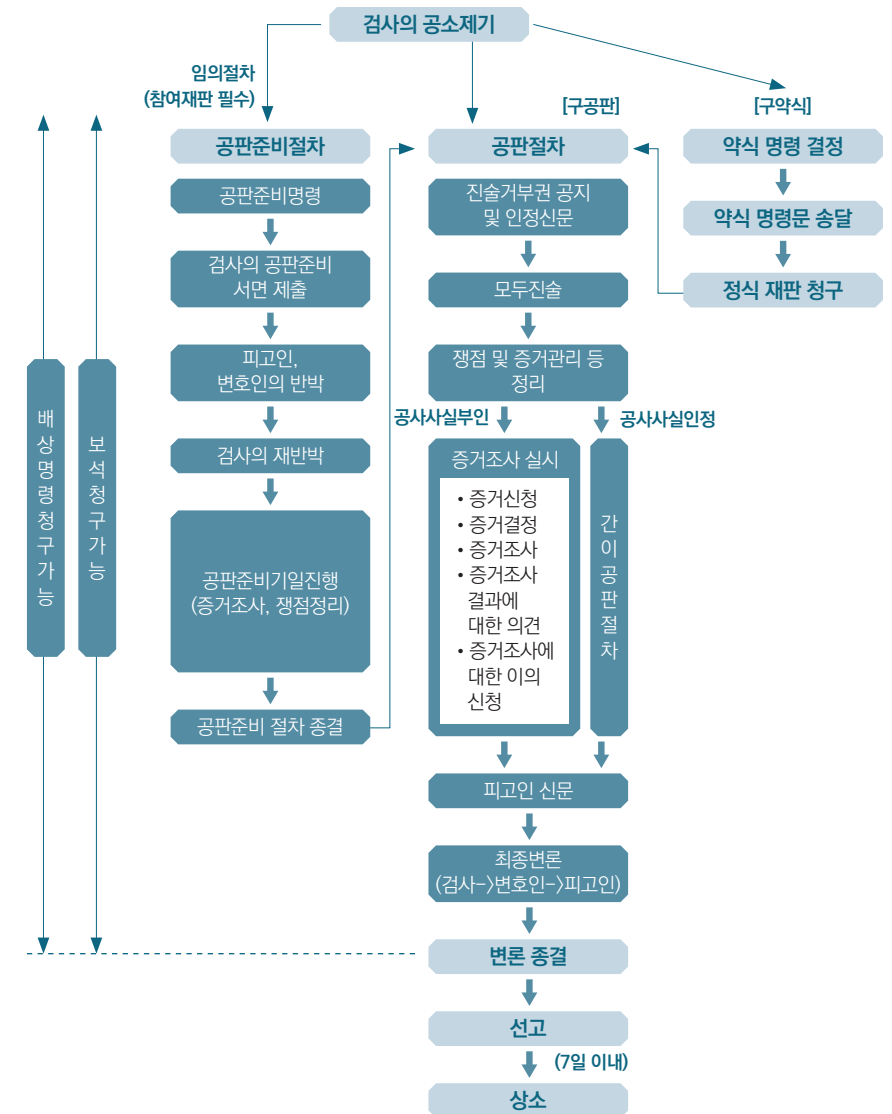 검사의 공소제기
임의절차
(참여재판 필수)
[구공판]
[구약식]
공판준비절차
공판준비명령
검사의 공판준비
서면 제출
피고인,
변호인의 반박
검사의 재반박
공판준비기일진행
(증거조사, 쟁점정리)
공판준비 절차 종결
공판절차
진술거부권 공지
및 인정신문
모두진술
쟁점 및 증거관리 등
정리
공사사실부인
공사사실인정
증거조사 실시
• 증거신청
• 증거결정
• 증거조사
• 증거조사
결과에
대한 의견
• 증거조사에
대한 이의
신청
간이공판절차
피고인 신문
최종변론
(검사->변호인->피고인)
변론 종결
선고
(7일 이내)
상소
약식 명령 결정
약식 명령문 송달
정식 재판 청구
배상명령청구가능
보석청구가능